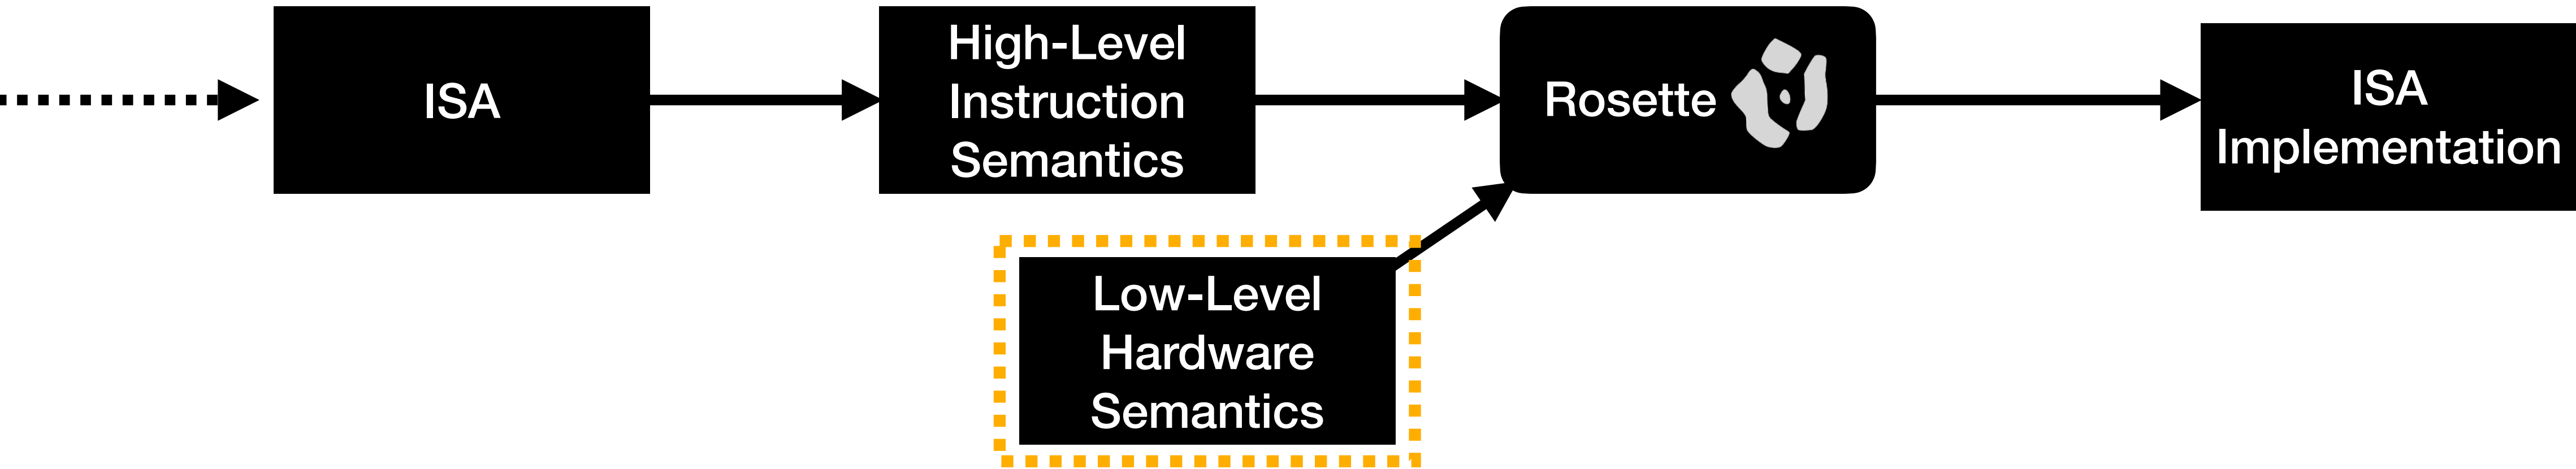 ISA
High-Level
Instruction
Semantics
Rosette
ISA
Implementation
Low-Level
Hardware
Semantics